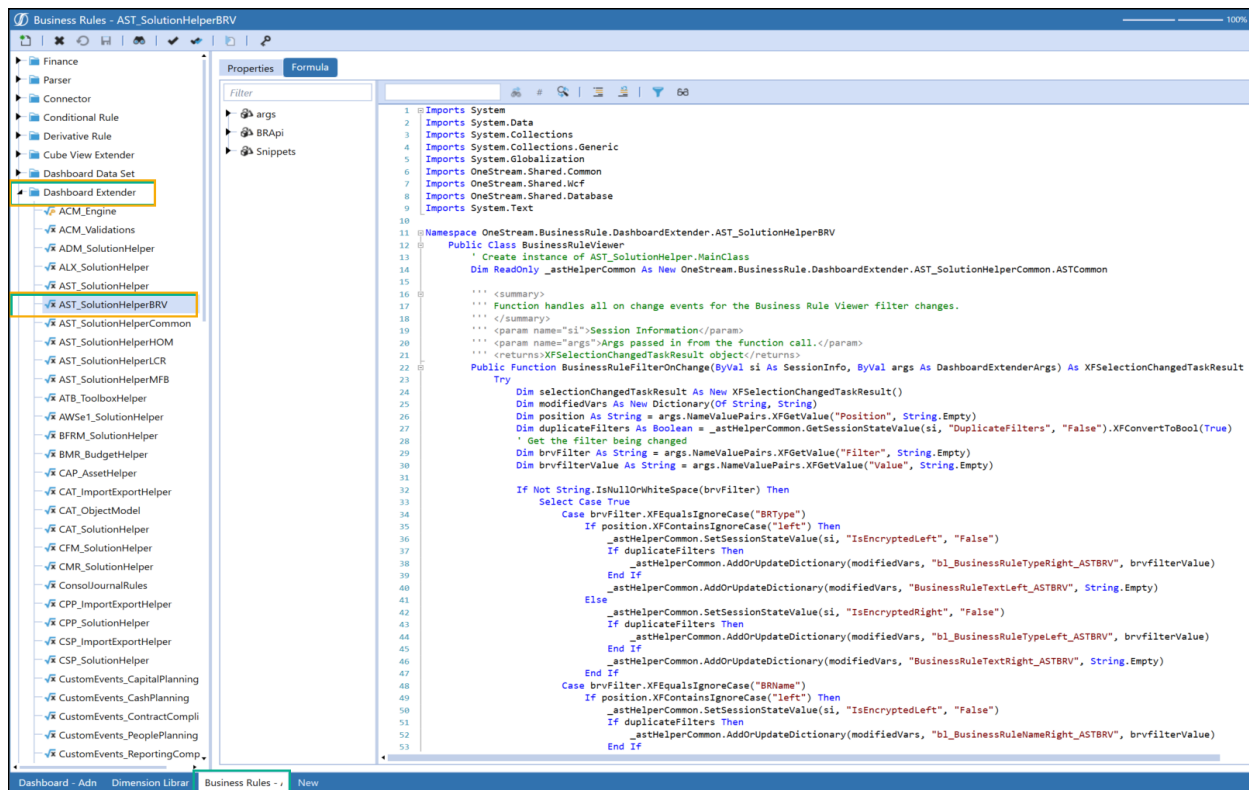 Business Rules - AST_SolutionHelperBRV
100%
Finance
Parser
Connector
Conditional Rule
Derivative Rule
Cube View Extender
Dashboard Data Set
Dashboard Extender
ACM_Engine
ACM_Validations
ADM_SolutionHelper
ALX_SolutionHelper
AST_SolutionHelper
AST_SolutionHelperBRV
AST_SolutionHelperCommon
AST_SolutionHelperHOM
AST_SolutionHelperLCR
AST_SolutionHelperMFB
ATB_ToolboxHelper
AWSe1_SolutionHelper
BFRM_SolutionHelper
BMR_BudgetHelper
CAP_AssetHelper
CAT_ImportExportHelper
CAT_ObjectModel
CAT_SolutionHelper
CFM_SolutionHelper
CMR_SolutionHelper
ConsolJournalRules
CPP_ImportExportHelper
CPP_SolutionHelper
CSP_ImportExportHelper
CSP_SolutionHelper
CustomEvents_CapitalPlanning
CustomEvents_CashPlanning
CustomEvents_ContractCompli
CustomEvents_PeoplePlanning
CustomEvents_ReportingComp
Properties Formula
Filter
args
BRApi
Snippets
#
1 Imports System
2 Imports System.Data
3 Imports System.Collections
4 Imports System.Collections.Generic
5 Imports System.Globalization
6 Imports OneStream.Shared.Common
7 Imports OneStream.Shared.Wcf
8 Imports OneStream.Shared.Database
9 Imports System.Text
10
11 Namespace OneStream.BusinessRule.DashboardExtender.AST_SolutionHelperBRV
12 Public Class BusinessRuleViewer
13 ' Create instance of AST_SolutionHelper.MainClass
14 Dim ReadOnly _astHelperCommon As New OneStream.BusinessRule.DashboardExtender.AST_SolutionHelperCommon.ASTCommon
15
16 ''' <summary>
17 ''' Function handles all on change events for the Business Rule Viewer filter changes.
18 ''' </summary>
19 ''' <param name="si">Session Information</param>
20 ''' <param name="args">Args passed in from the function call.</param>
21 ''' <returns>XFSelectionChangedTaskResult object</returns>
22 Public Function BusinessRuleFilterOnChange(ByVal si As SessionInfo, ByVal args As DashboardExtenderArgs) As XFSelectionChangedTaskResult
23 Try
24 Dim selectionChangedTaskResult As New XFSelectionChangedTaskResult()
25 Dim modifiedVars As New Dictionary(Of String, String)
26 Dim position As String = args.NameValuePairs.XFGetValue("Position", String.Empty)
27 Dim duplicateFilters As Boolean = _astHelperCommon.GetSessionStateValue(si, "DuplicateFilters", "False").XFConvertToBool(True)
28 ' Get the filter being changed
29 Dim brvFilter As String = args.NameValuePairs.XFGetValue("Filter", String.Empty)
30 Dim brvfilterValue As String = args.NameValuePairs.XFGetValue("Value", String.Empty)
31
32 If Not String.IsNullOrWhiteSpace(brvFilter) Then
33 Select Case True
34 Case brvFilter.XFEqualsIgnoreCase("BRType")
35 If position.XFContainsIgnoreCase("left") Then
36 _astHelperCommon.SetSessionStateValue(si, "IsEncryptedLeft", "False")
37 If duplicateFilters Then
38 _astHelperCommon.AddOrUpdateDictionary(modifiedVars, "bl_BusinessRuleTypeRight_ASTBRV", brvfilterValue)
39 End If
40 _astHelperCommon.AddOrUpdateDictionary(modifiedVars, "BusinessRuleTextLeft_ASTBRV", String.Empty)
41 Else
42 _astHelperCommon.SetSessionStateValue(si, "IsEncryptedRight", "False")
43 If duplicateFilters Then
44 _astHelperCommon.AddOrUpdateDictionary(modifiedVars, "bl_BusinessRuleTypeLeft_ASTBRV", brvfilterValue)
45 End If
46 _astHelperCommon.AddOrUpdateDictionary(modifiedVars, "BusinessRuleTextRight_ASTBRV", String.Empty)
47 End If
48 Case brvFilter.XFEqualsIgnoreCase("BRName")
49 If position.XFContainsIgnoreCase("left") Then
50 _astHelperCommon.SetSessionStateValue(si, "IsEncryptedLeft", "False")
51 If duplicateFilters Then
52 _astHelperCommon.AddOrUpdateDictionary(modifiedVars, "bl_BusinessRuleNameRight_ASTBRV", brvfilterValue)
53 End If
Dashboard - Adn Dimension Librar Business Rules - / New